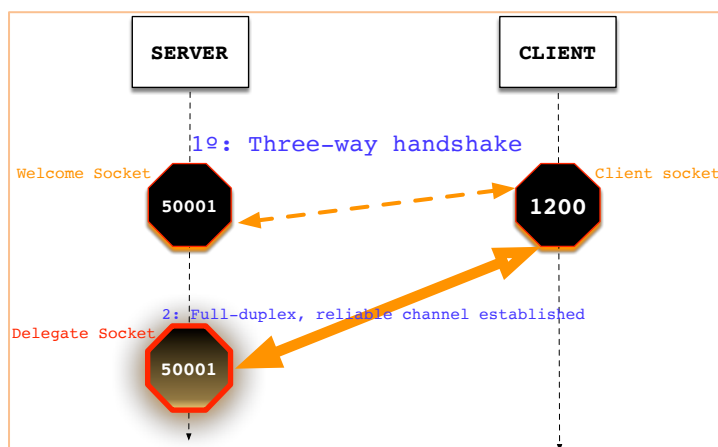 SERVER
CLIENT
1º: Three-way handshake
Welcome Socket
Client socket
50001
1200
2: Full-duplex, reliable channel established
Delegate Socket
50001